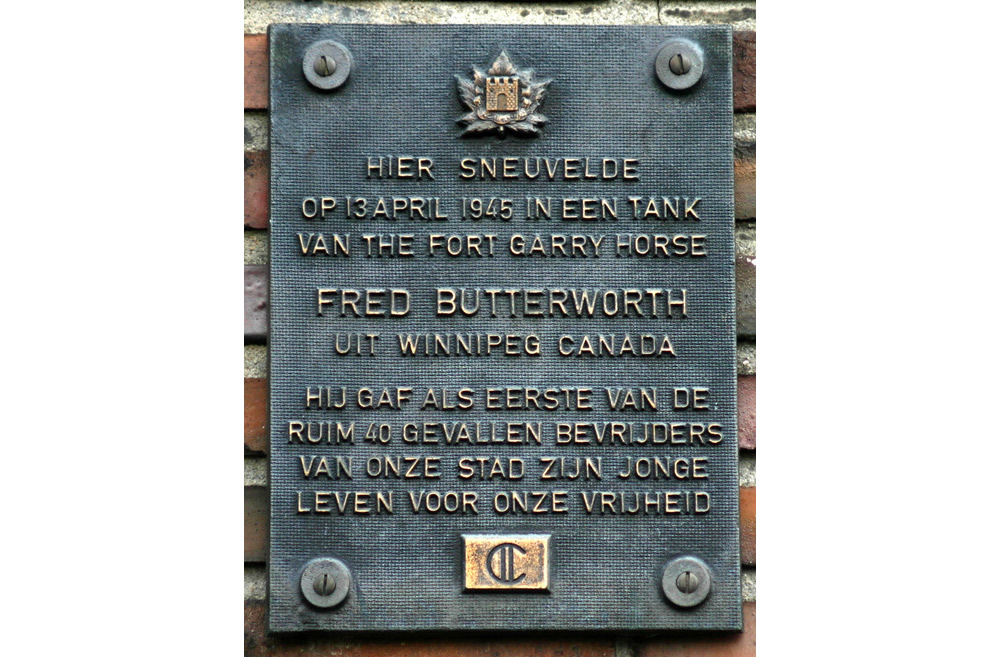 HIER SNEUVELDE
OP 13 APRIL 1945 IN EEN TANK
VAN THE FORT GARRY HORSE
FRED BUTTERWORTH
UIT WINNIPEG CANADA
HIJ GAF ALS EERSTE VAN DE
RUIM 40 GEVALLEN BEVRIJDERS
VAN ONZE STAD ZIJN JONGE
LEVEN VOOR ONZE VRIJHEID